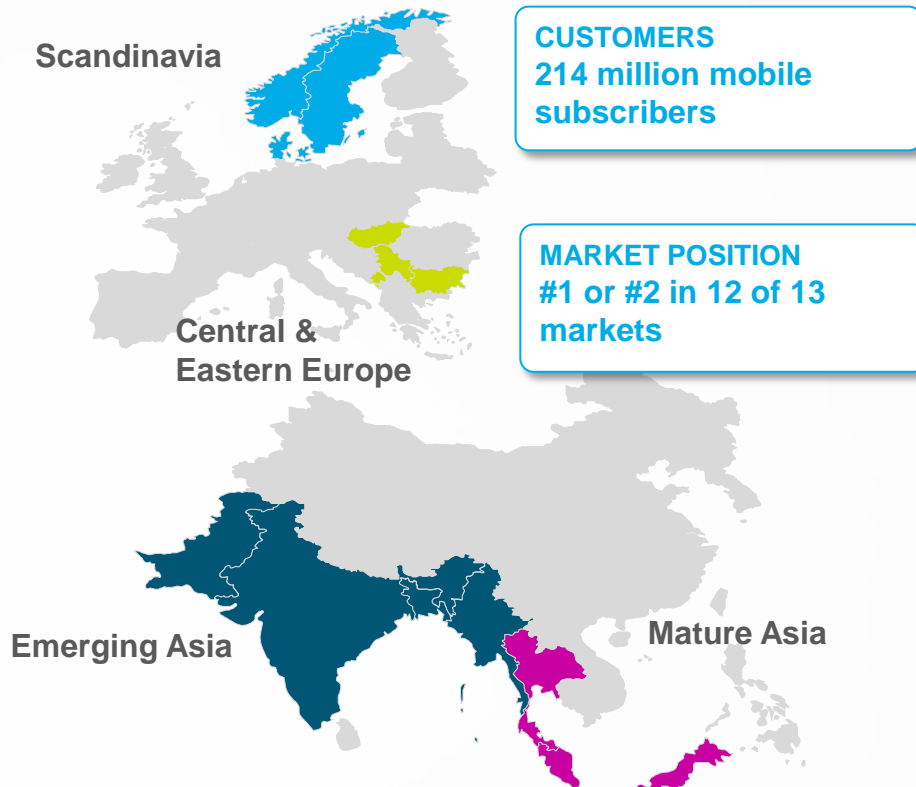 Scandinavia
CUSTOMERS
214 million mobile
subscribers
MARKET POSITION
#1 or #2 in 12 of 13
markets
Central &
Eastern Europe
Emerging Asia
Mature Asia